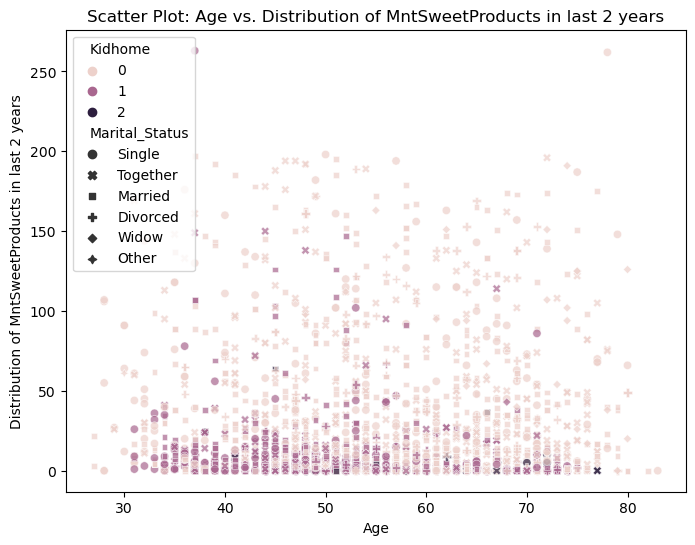 Scatter Plot: Age vs. Distribution of MntSweetProducts in last 2 years
Distribution of MntSweetProducts in last 2 years
250
200
150
100
50
0
Kidhome
0
1
2
Marital_Status
Single
Together
Married
Divorced
Widow
Other
30 40 50 60 70 80
Age